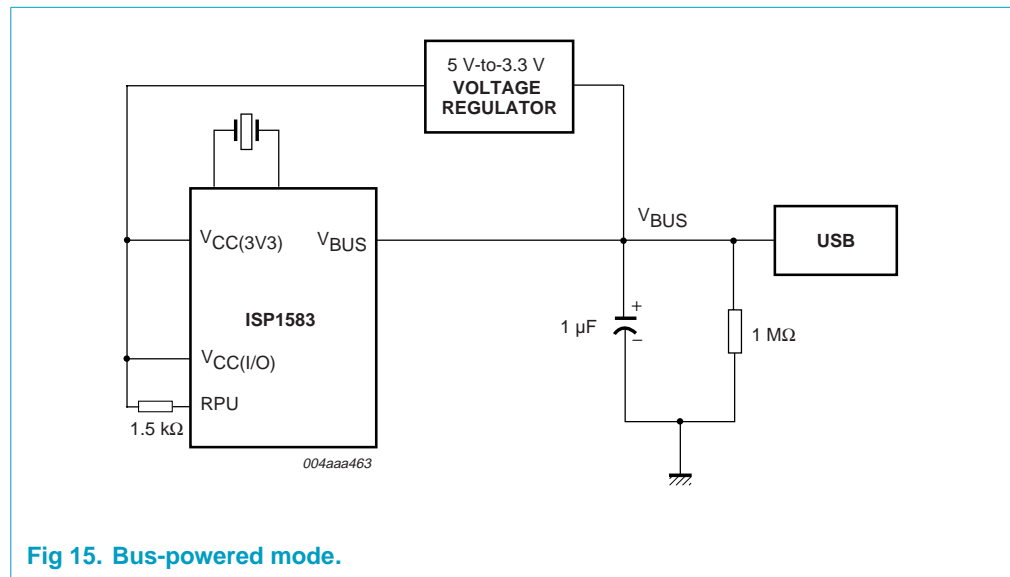 5 V-to-3.3 V
VOLTAGE
REGULATOR
VCC(3V3)
VBUS
VBUS
USB
ISP1583
1 µF
+
−
1 MΩ
VCC(I/O)
RPU
1.5 kΩ
004aaa463
Fig 15. Bus-powered mode.